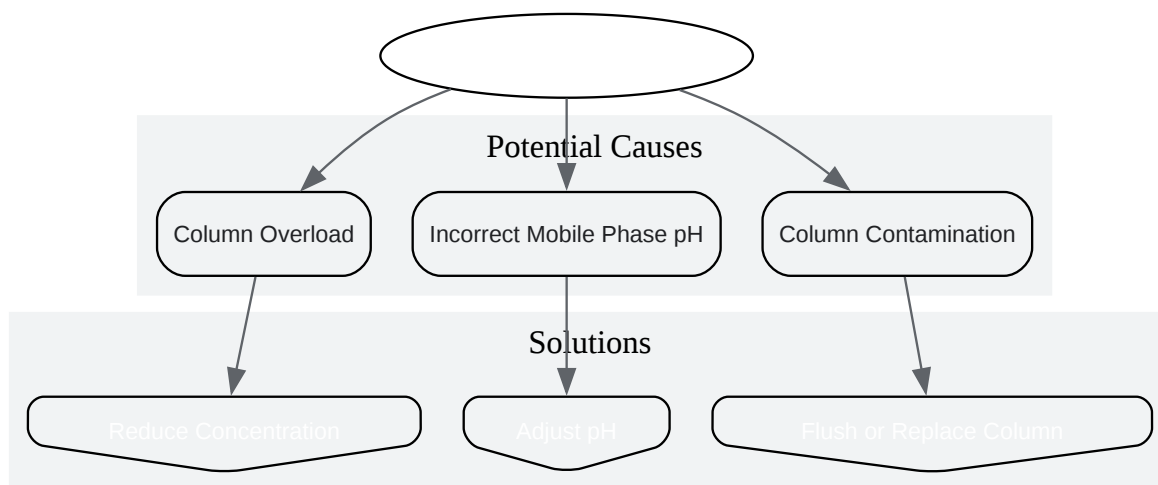 Potential Causes
Column Overload
Incorrect Mobile Phase pH
Column Contamination
Solutions
Reduce Concentration
Adjust pH
Flush or Replace Column